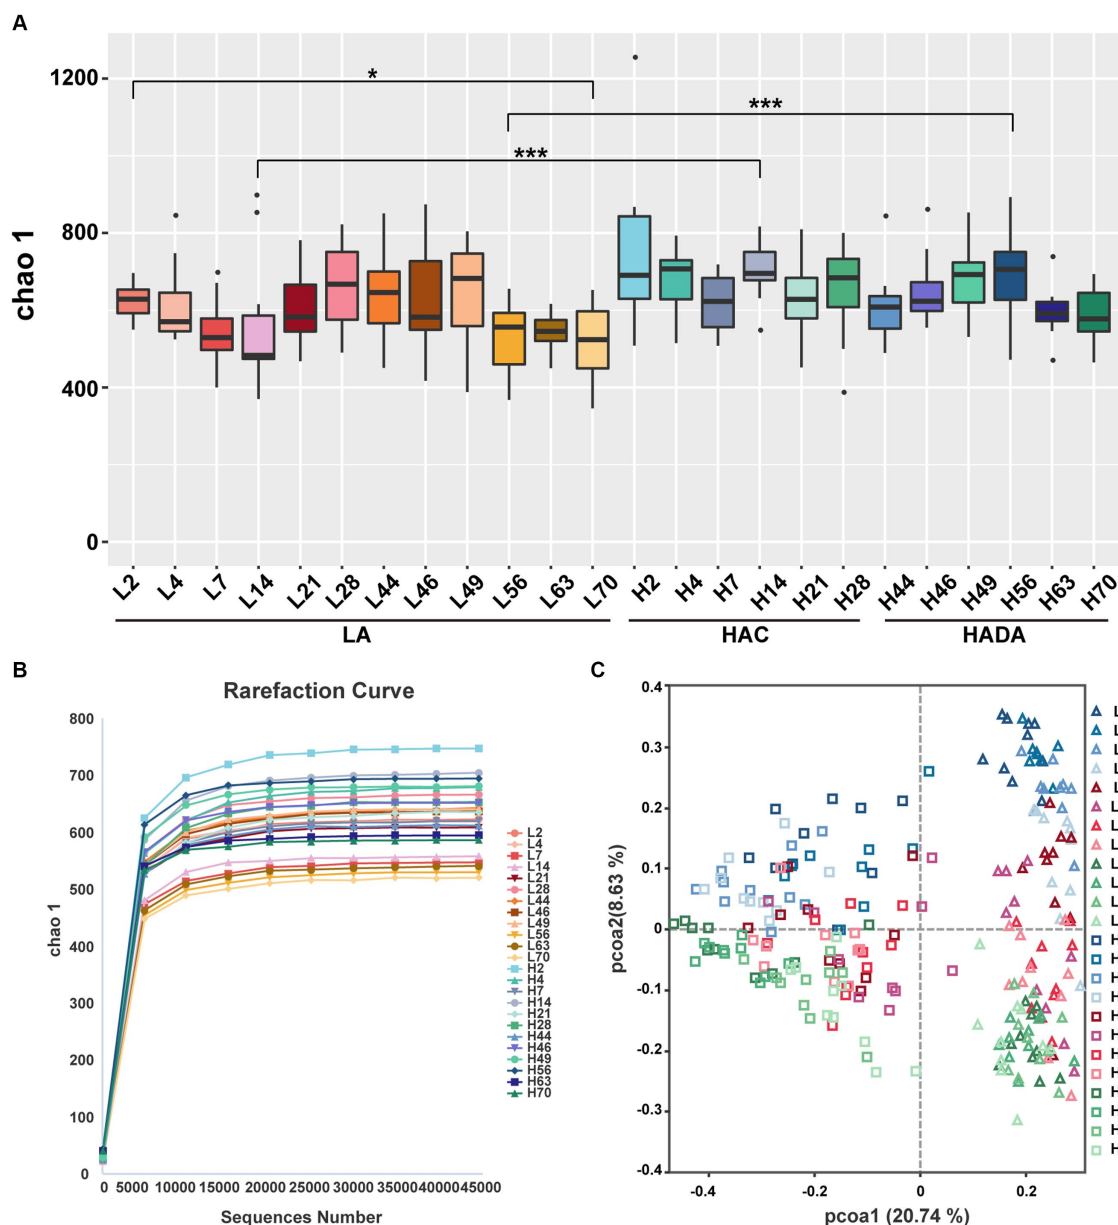 A
chao 1
1200
800
400
0
*
***
***
L2 L4 L7 L14 L21 L28 L44 L46 L49 L56 L63 L70 H2 H4 H7 H14 H21 H28 H44 H46 H49 H56 H63 H70
LA HAC HADA
B
Rarefaction Curve
chao 1
800
700
600
500
400
300
200
100
0
0 5000 10000 15000 20000 25000 30000 35000 40000 45000
Sequences Number
L2
L4
L7
L14
L21
L28
L44
L46
L49
L56
L63
L70
H2
H4
H7
H14
H21
H28
H44
H46
H49
H56
H63
H70
C
pcoa2(8.63 %)
0.4
0.3
0.2
0.1
0
-0.1
-0.2
-0.3
-0.4
-0.4 -0.2 0 0.2
pcoa1 (20.74 %)
L
L
L
L
L
L
L
L
L
L
L
L
H
H
H
H
H
H
H
H
H
H
H
H